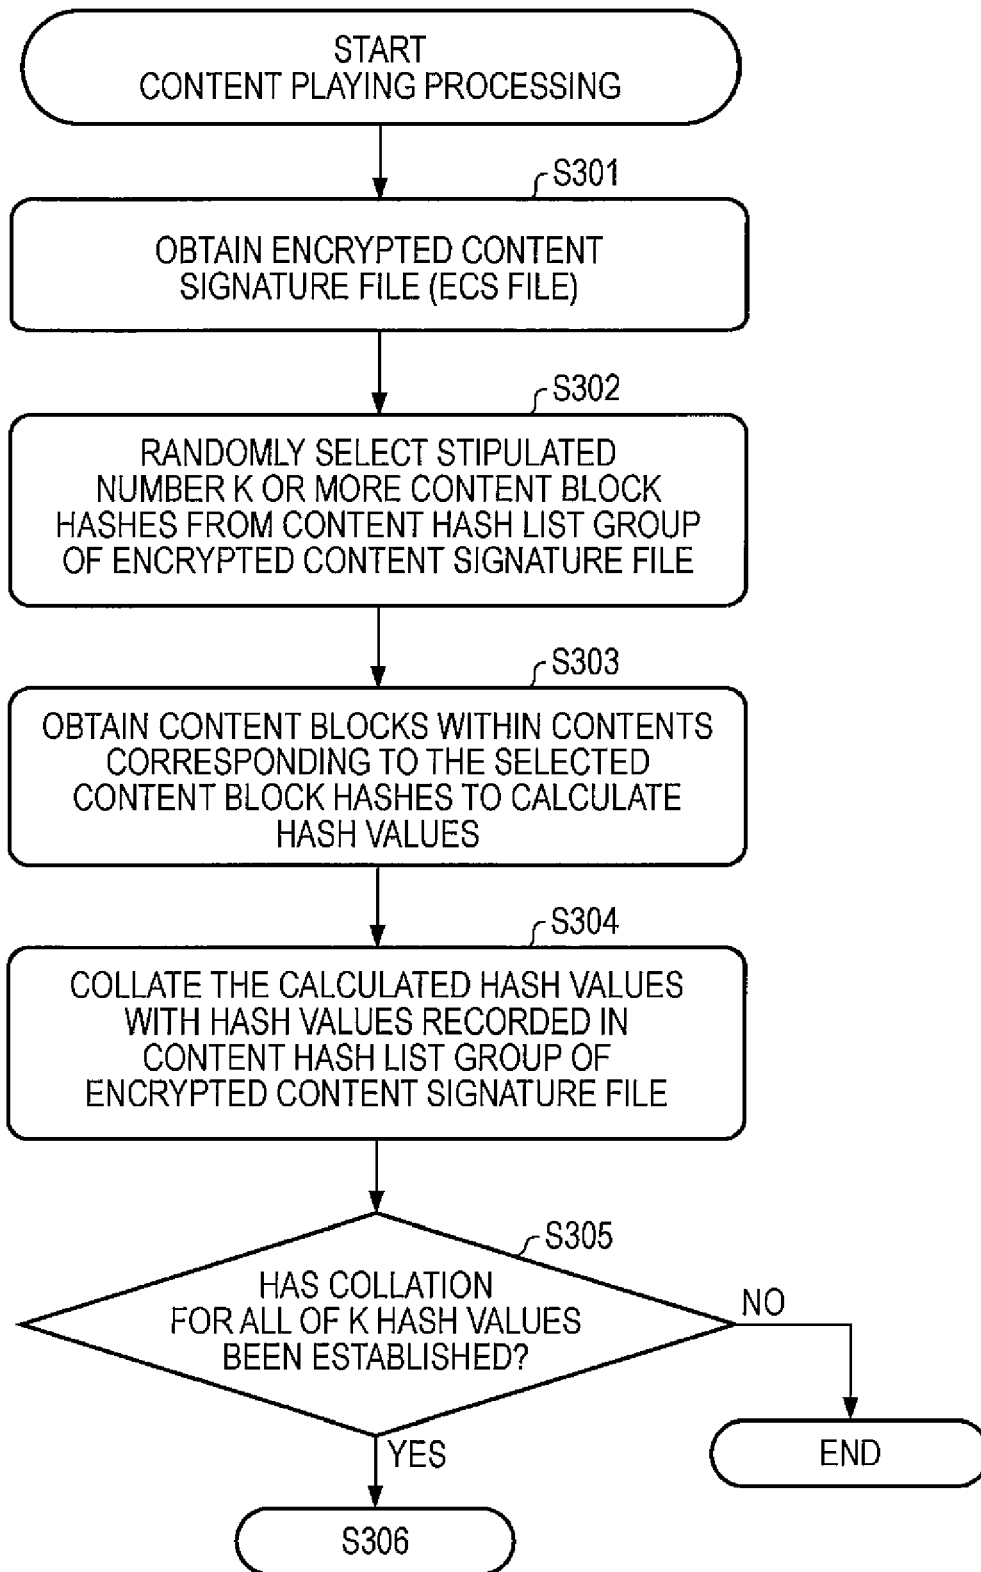 START
CONTENT PLAYING PROCESSING
S301
OBTAIN ENCRYPTED CONTENT
SIGNATURE FILE (ECS FILE)
S302
RANDOMLY SELECT STIPULATED
NUMBER K OR MORE CONTENT BLOCK
HASHES FROM CONTENT HASH LIST GROUP
OF ENCRYPTED CONTENT SIGNATURE FILE
S303
OBTAIN CONTENT BLOCKS WITHIN CONTENTS
CORRESPONDING TO THE SELECTED
CONTENT BLOCK HASHES TO CALCULATE
HASH VALUES
S304
COLLATE THE CALCULATED HASH VALUES
WITH HASH VALUES RECORDED IN
CONTENT HASH LIST GROUP OF
ENCRYPTED CONTENT SIGNATURE FILE
S305
HAS COLLATION
FOR ALL OF K HASH VALUES
BEEN ESTABLISHED?
NO
YES
END
S306